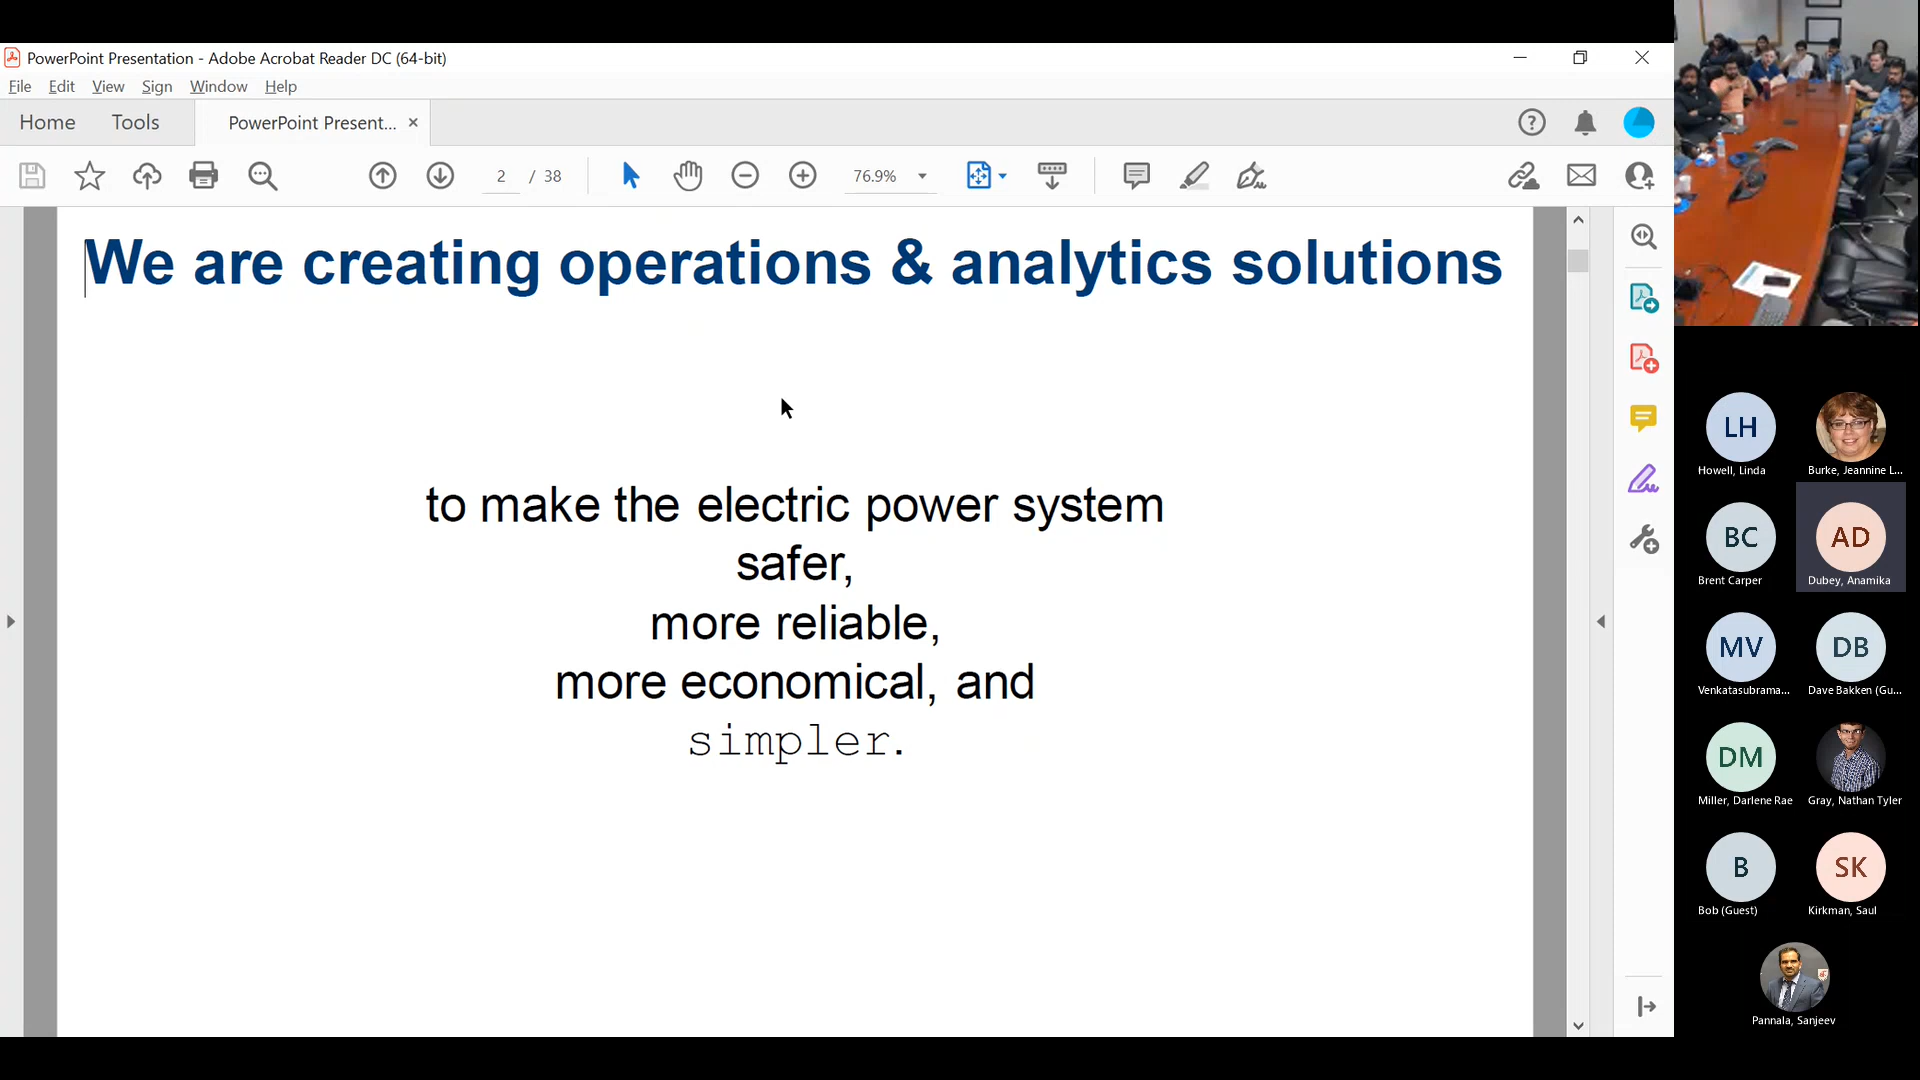 PowerPoint Presentation - Adobe Acrobat Reader DC (64-bit)
File Edit View Sign Window Help
Home Tools PowerPoint Present... ×
2 / 38 76.9%
We are creating operations & analytics solutions
to make the electric power system
safer,
more reliable,
more economical, and
simpler.
LH
Howell, Linda
Burke, Jeannine L...
BC
Brent Carper
AD
Dubey, Anamika
MV
Venkatasubrama...
DB
Dave Bakken (Gu...
DM
Miller, Darlene Rae
Gray, Nathan Tyler
B
Bob (Guest)
SK
Kirkman, Saul
Pannala, Sanjeev